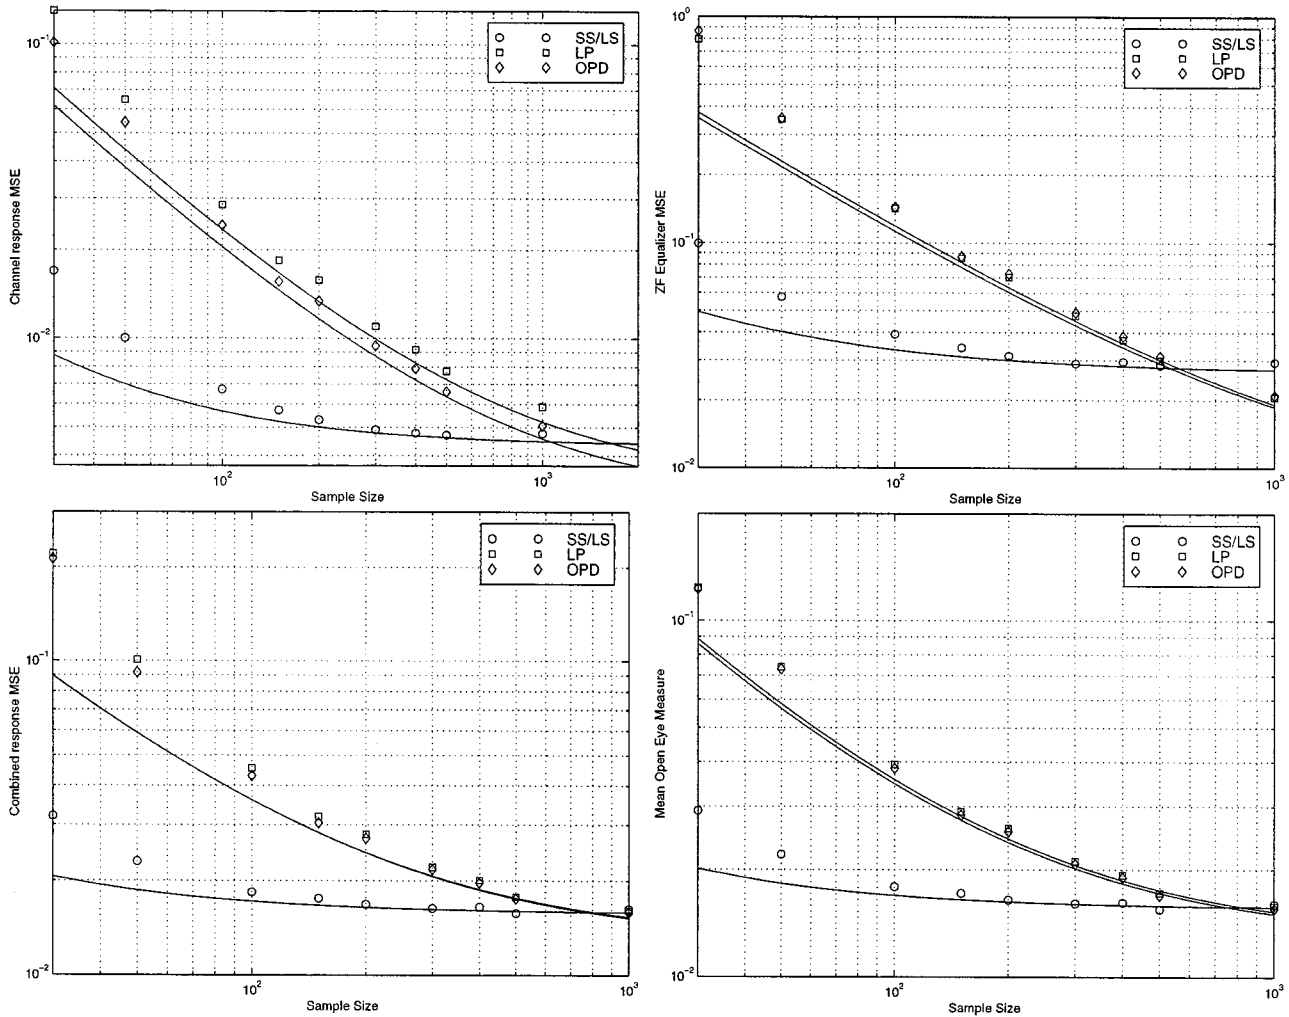 SS/LS
LP
OPD
10^-1
10^-2
Channel response MSE
10^2
10^3
Sample Size
SS/LS
LP
OPD
10^0
10^-1
10^-2
ZF Equalizer MSE
10^2
10^3
Sample Size
SS/LS
LP
OPD
10^-1
10^-2
Combined response MSE
10^2
10^3
Sample Size
SS/LS
LP
OPD
10^-1
10^-2
Mean Open Eye Measure
10^2
10^3
Sample Size